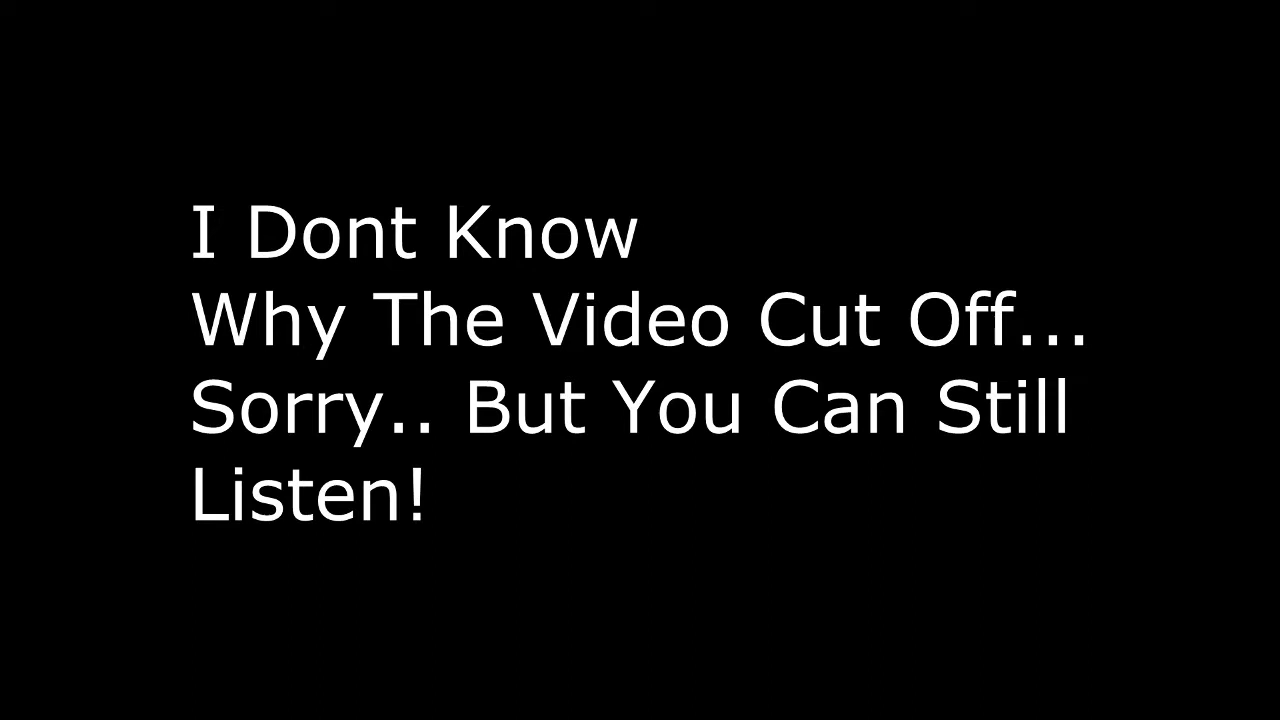 I Dont Know
Why The Video Cut Off...
Sorry.. But You Can Still
Listen!